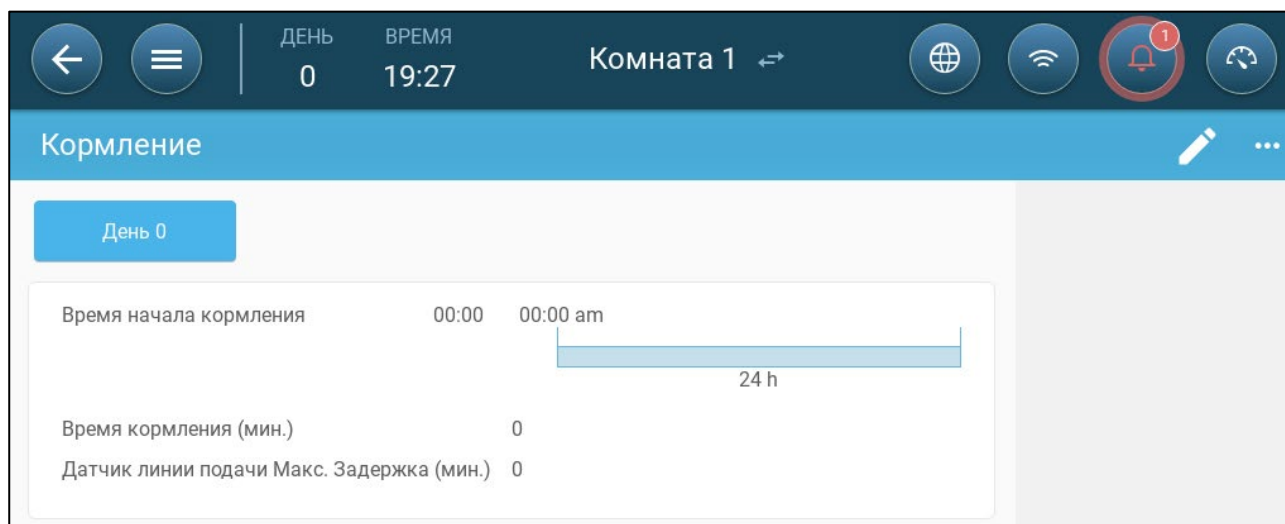 ДЕНЬ ВРЕМЯ
0 19:27 Комната 1
1
Кормление
День 0
Время начала кормления 00:00 00:00 am
24 h
Время кормления (мин.) 0
Датчик линии подачи Макс. Задержка (мин.) 0